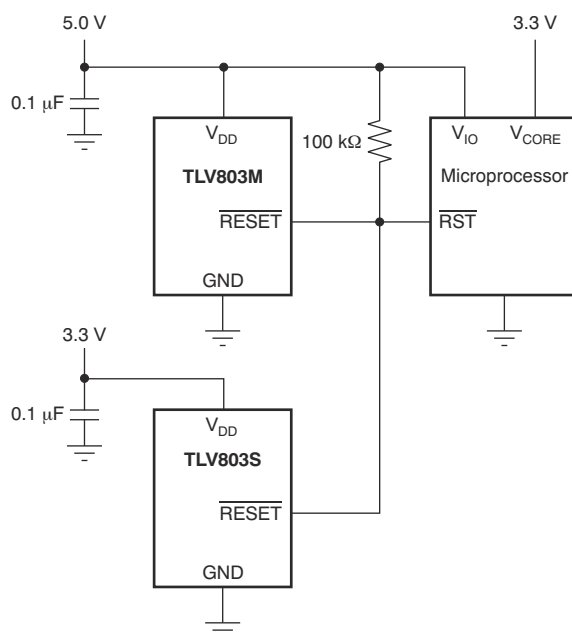 5.0 V
3.3 V
0.1 μF
V_DD
100 kΩ
V_IO
V_CORE
TLV803M
Microprocessor
RESET
RST
GND
3.3 V
0.1 μF
V_DD
TLV803S
RESET
GND